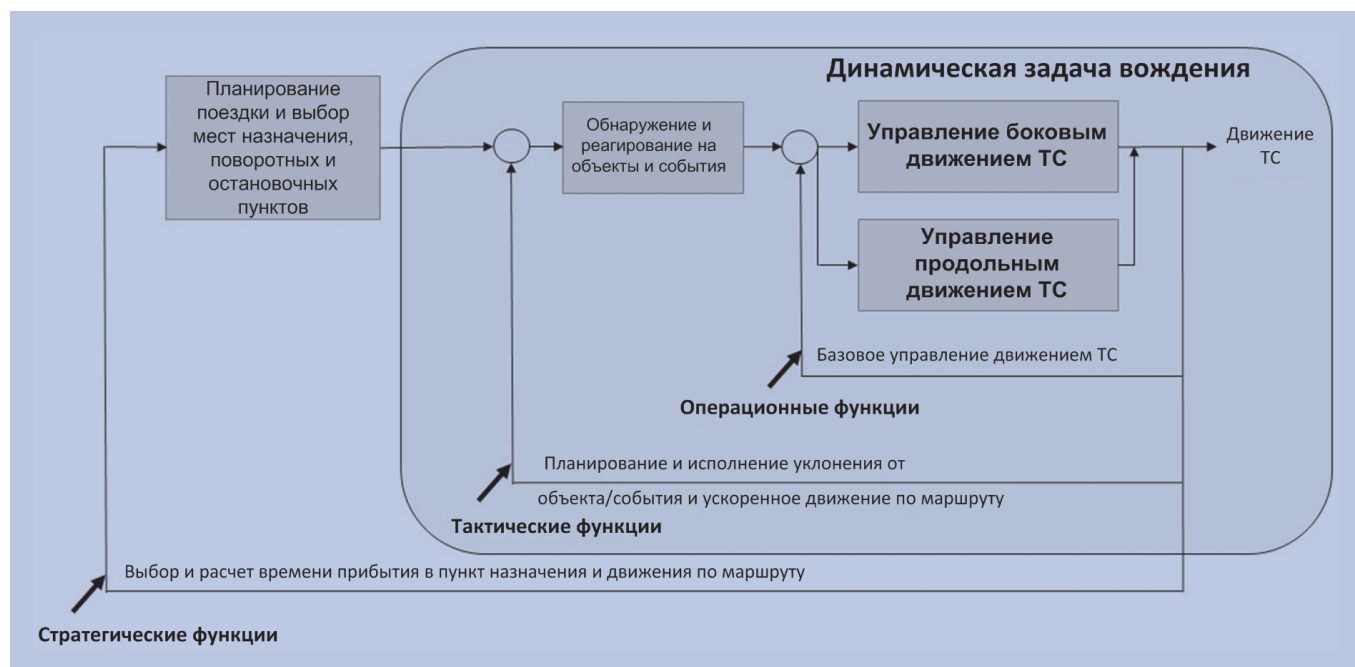 Динамическая задача вождения
Планирование
поездки и выбор
мест назначения,
поворотных и
остановочных
пунктов
Обнаружение и
реагирование на
объекты и события
Управление боковым
движением ТС
Движение
ТС
Управление
продольным
движением ТС
Базовое управление движением ТС
Операционные функции
Планирование и исполнение уклонения от
объекта/события и ускоренное движение по маршруту
Тактические функции
Выбор и расчет времени прибытия в пункт назначения и движения по маршруту
Стратегические функции